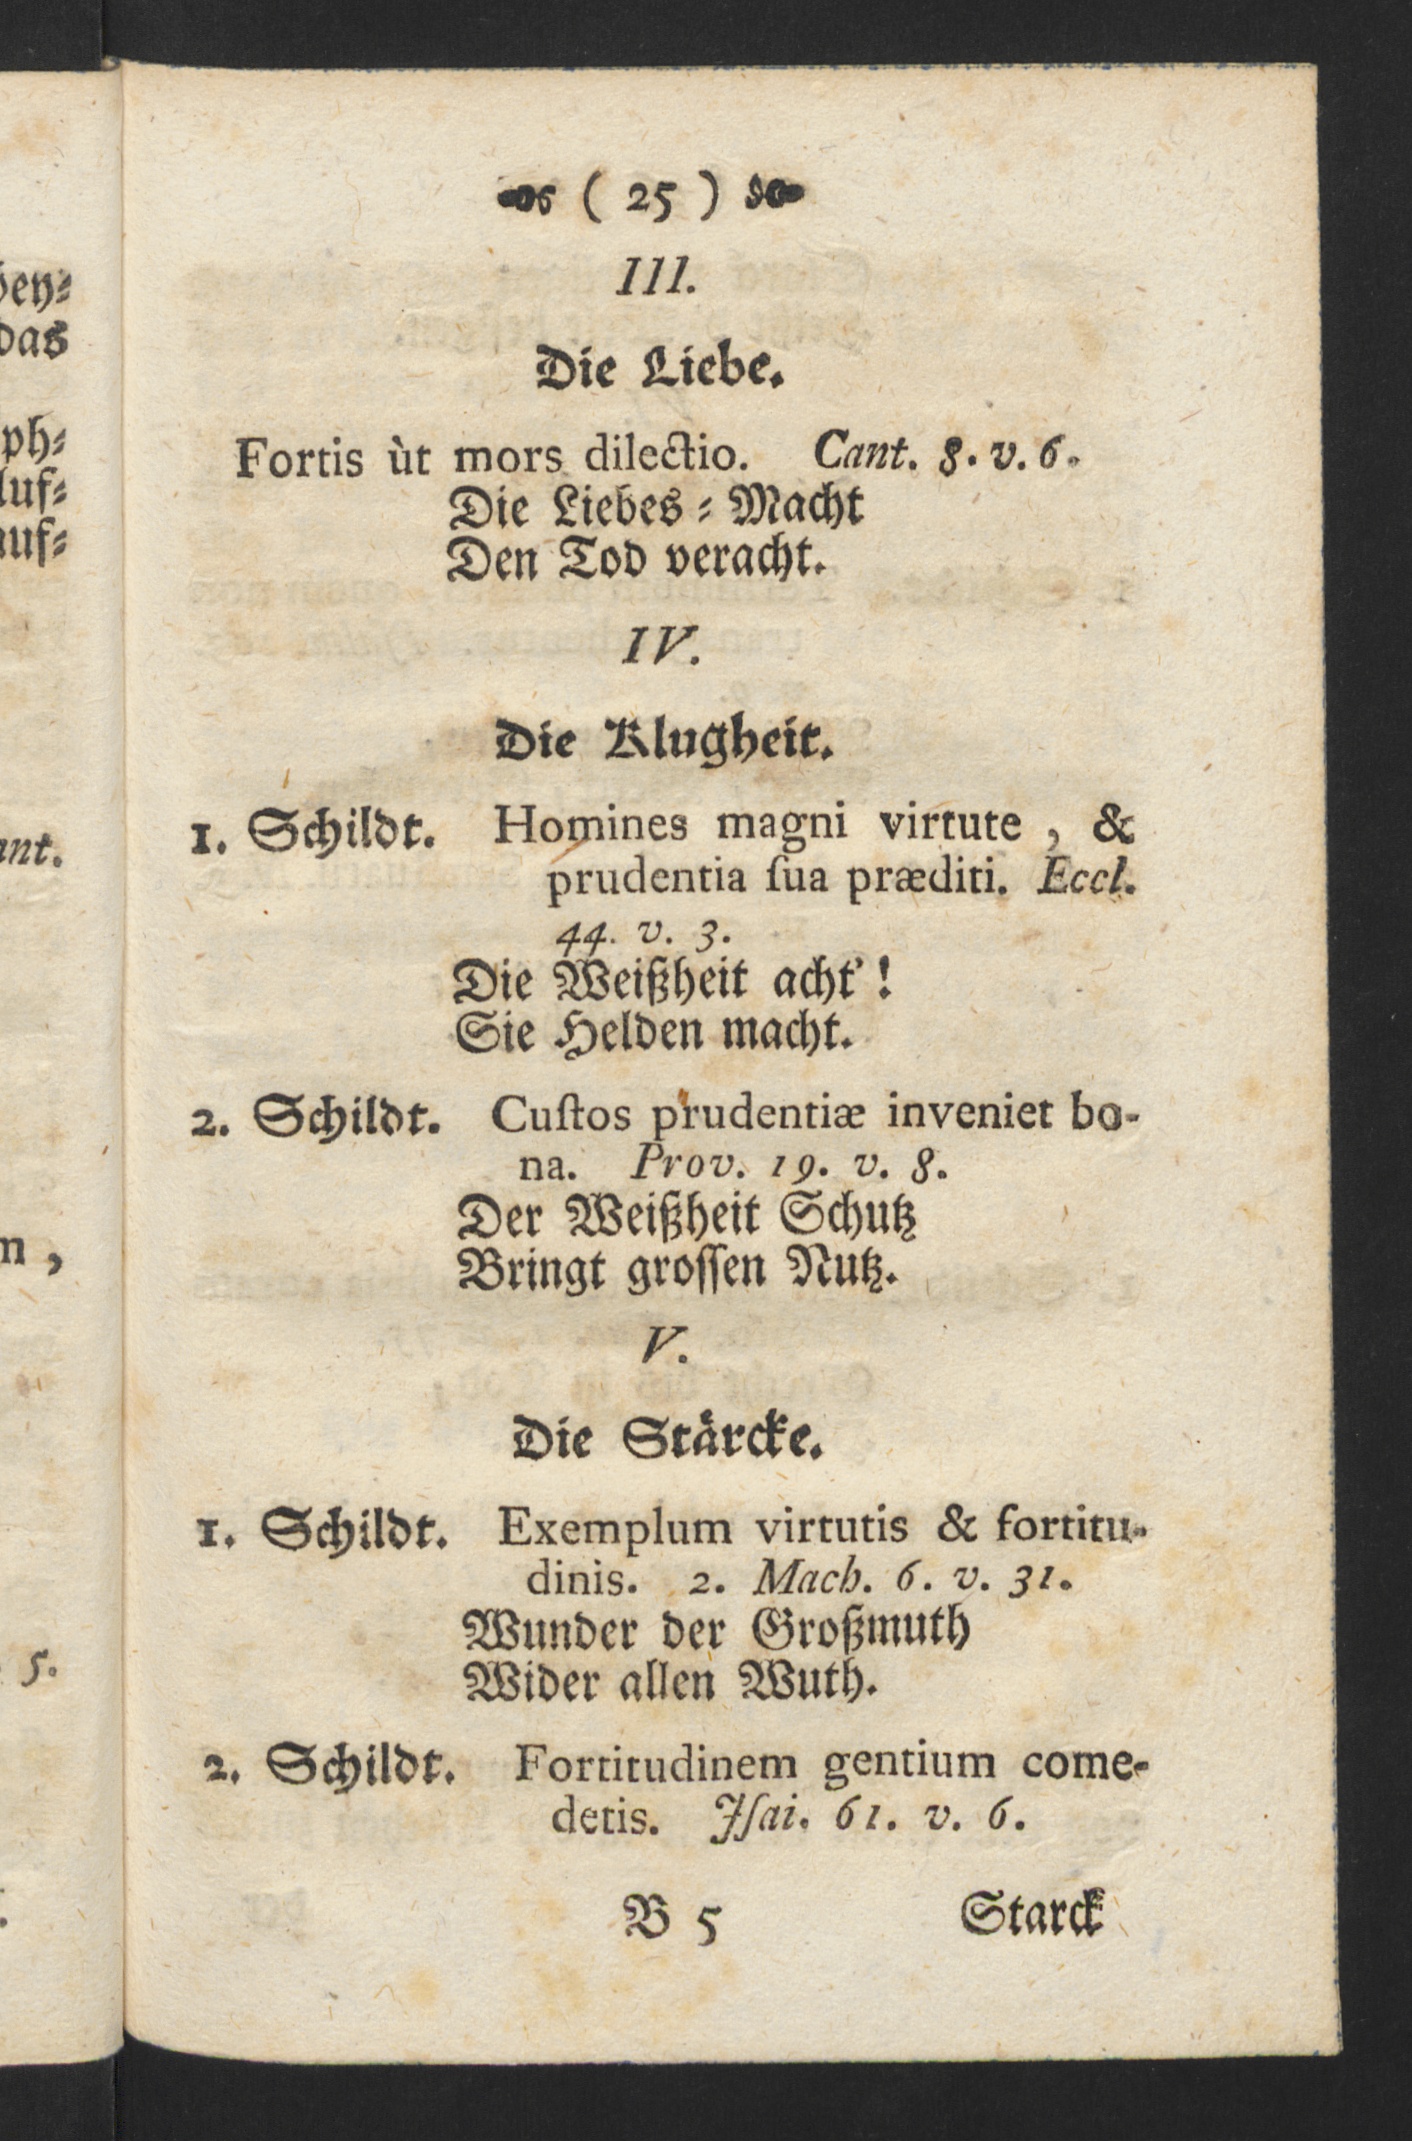 ( 25 )
III.
Die Liebe.
Fortis ùt mors dilectio. Cant. 8. v. 6.
Die Liebes⸗Macht
Den Tod veracht.
IV.
Die Klugheit.
1. Schildt. Homines magni virtute , &
prudentia ſua præditi. Eccl.
44. v. 3.
Die Weißheit acht' !
Sie Helden macht.
2. Schildt. Cuſtos prudentiæ inveniet bo-
na. Prov. 19. v. 8.
Der Weißheit Schutz
Bringt groſſen Nutz.
V.
Die Stärcke.
1. Schildt. Exemplum virtutis & fortitu-
dinis. 2. Mach. 6. v. 31.
Wunder der Großmuth
Wider allen Wuth.
2. Schildt. Fortitudinem gentium come-
detis. Jſai. 61. v. 6.
B 5 Starck